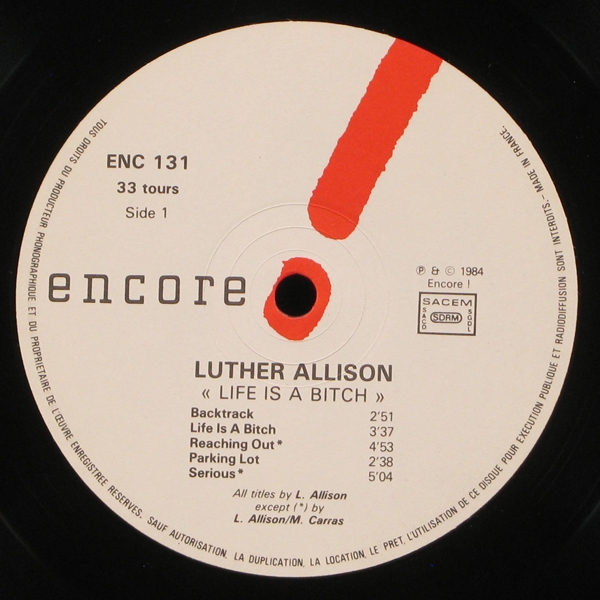 ENC 131
33 tours
Side 1
encore
℗ & © 1984
Encore !
SACEM
SACD
SDRM
SGDL
LUTHER ALLISON
« LIFE IS A BITCH »
Backtrack 2'51
Life Is A Bitch 3'37
Reaching Out* 4'53
Parking Lot 2'38
Serious* 5'04
All titles by L. Allison
except (*) by
L. Allison/M. Carras
TOUS DROITS DU PRODUCTEUR PHONOGRAPHIQUE ET DU PROPRIETAIRE DE L'ŒUVRE ENREGISTREE RESERVES. SAUF AUTORISATION, LA DUPLICATION, LA LOCATION, LE PRET, L'UTILISATION DE CE DISQUE POUR EXECUTION PUBLIQUE ET RADIODIFFUSION SONT INTERDITS. - MADE IN FRANCE.